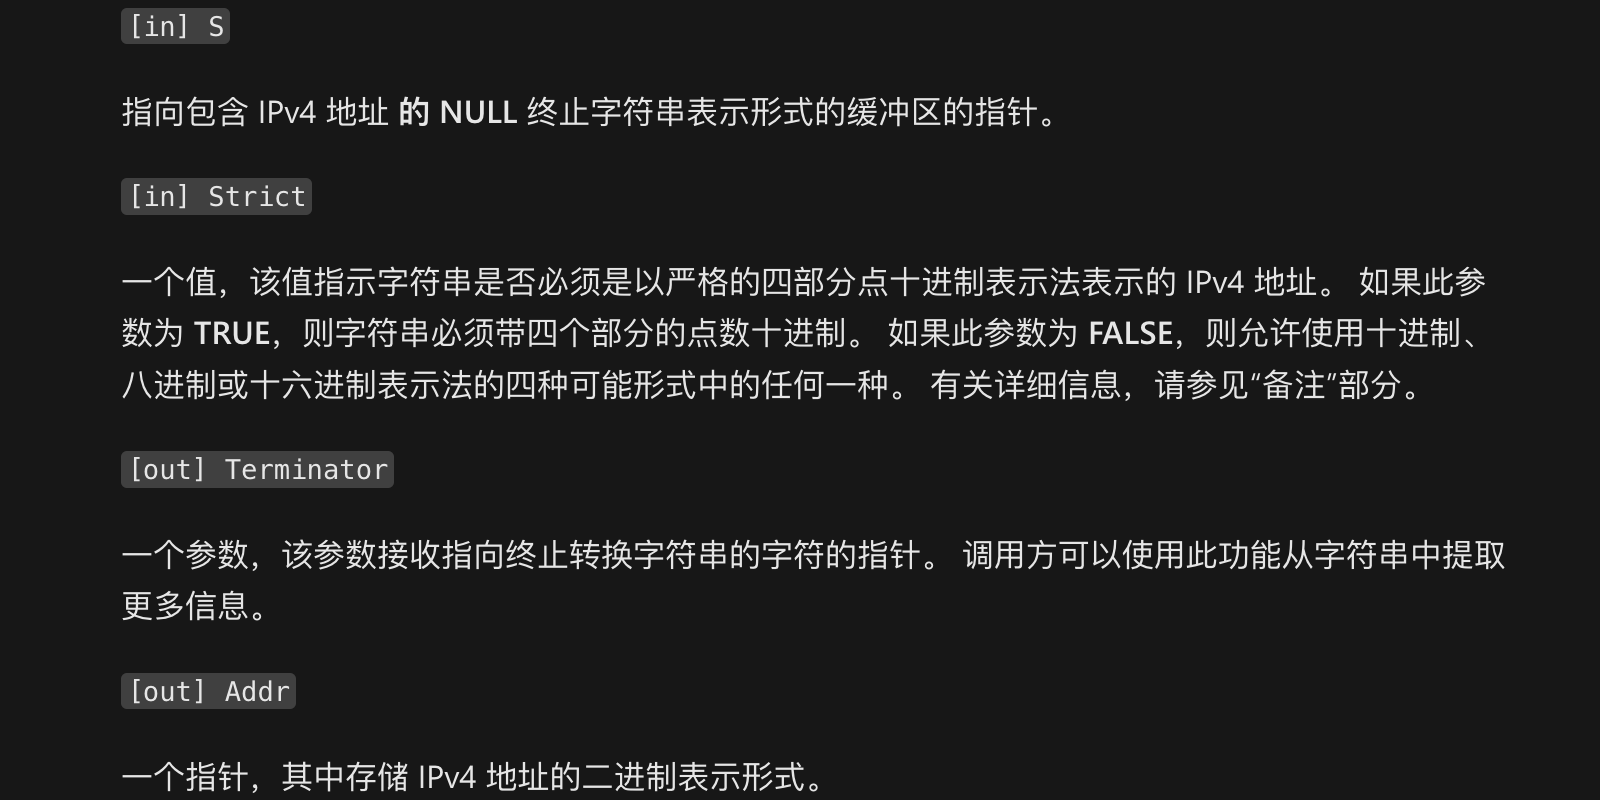 [in] S
指向包含 IPv4 地址 的 NULL 终止字符串表示形式的缓冲区的指针。
[in] Strict
一个值，该值指示字符串是否必须是以严格的四部分点十进制表示法表示的 IPv4 地址。 如果此参
数为 TRUE，则字符串必须带四个部分的点数十进制。 如果此参数为 FALSE，则允许使用十进制、
八进制或十六进制表示法的四种可能形式中的任何一种。 有关详细信息，请参见“备注”部分。
[out] Terminator
一个参数，该参数接收指向终止转换字符串的字符的指针。 调用方可以使用此功能从字符串中提取
更多信息。
[out] Addr
一个指针，其中存储 IPv4 地址的二进制表示形式。